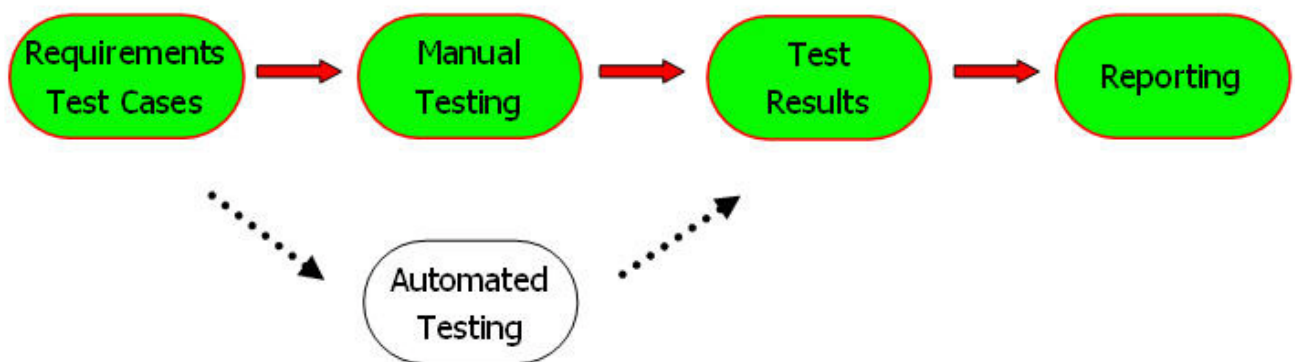 Requirements
Test Cases
Manual
Testing
Test
Results
Reporting
Automated
Testing